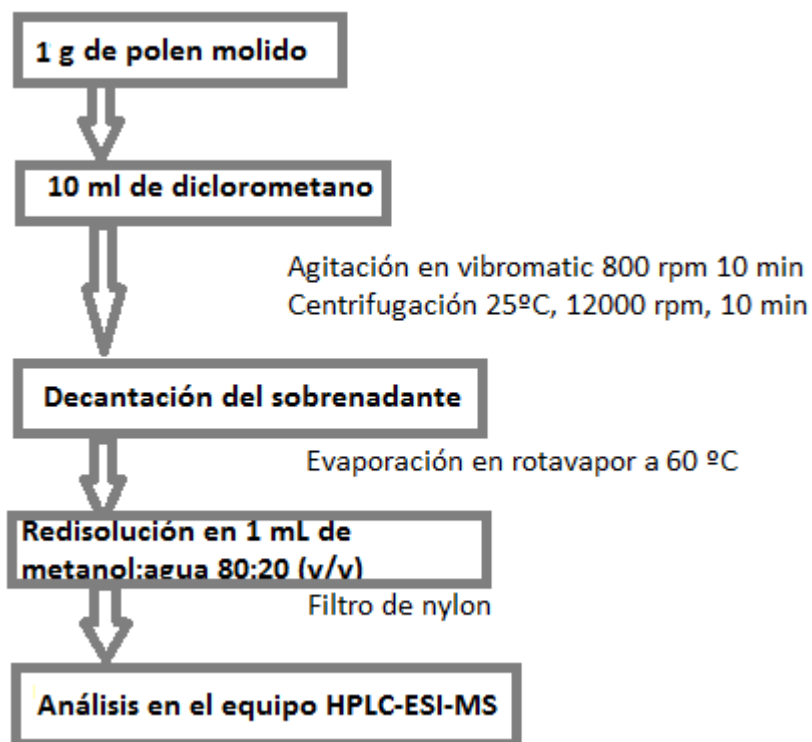 1 g de polen molido
10 ml de diclorometano
Agitación en vibromatic 800 rpm 10 min
Centrifugación 25ºC, 12000 rpm, 10 min
Decantación del sobrenadante
Evaporación en rotavapor a 60 ºC
Redisolución en 1 mL de
metanol:agua 80:20 (v/v)
Filtro de nylon
Análisis en el equipo HPLC-ESI-MS